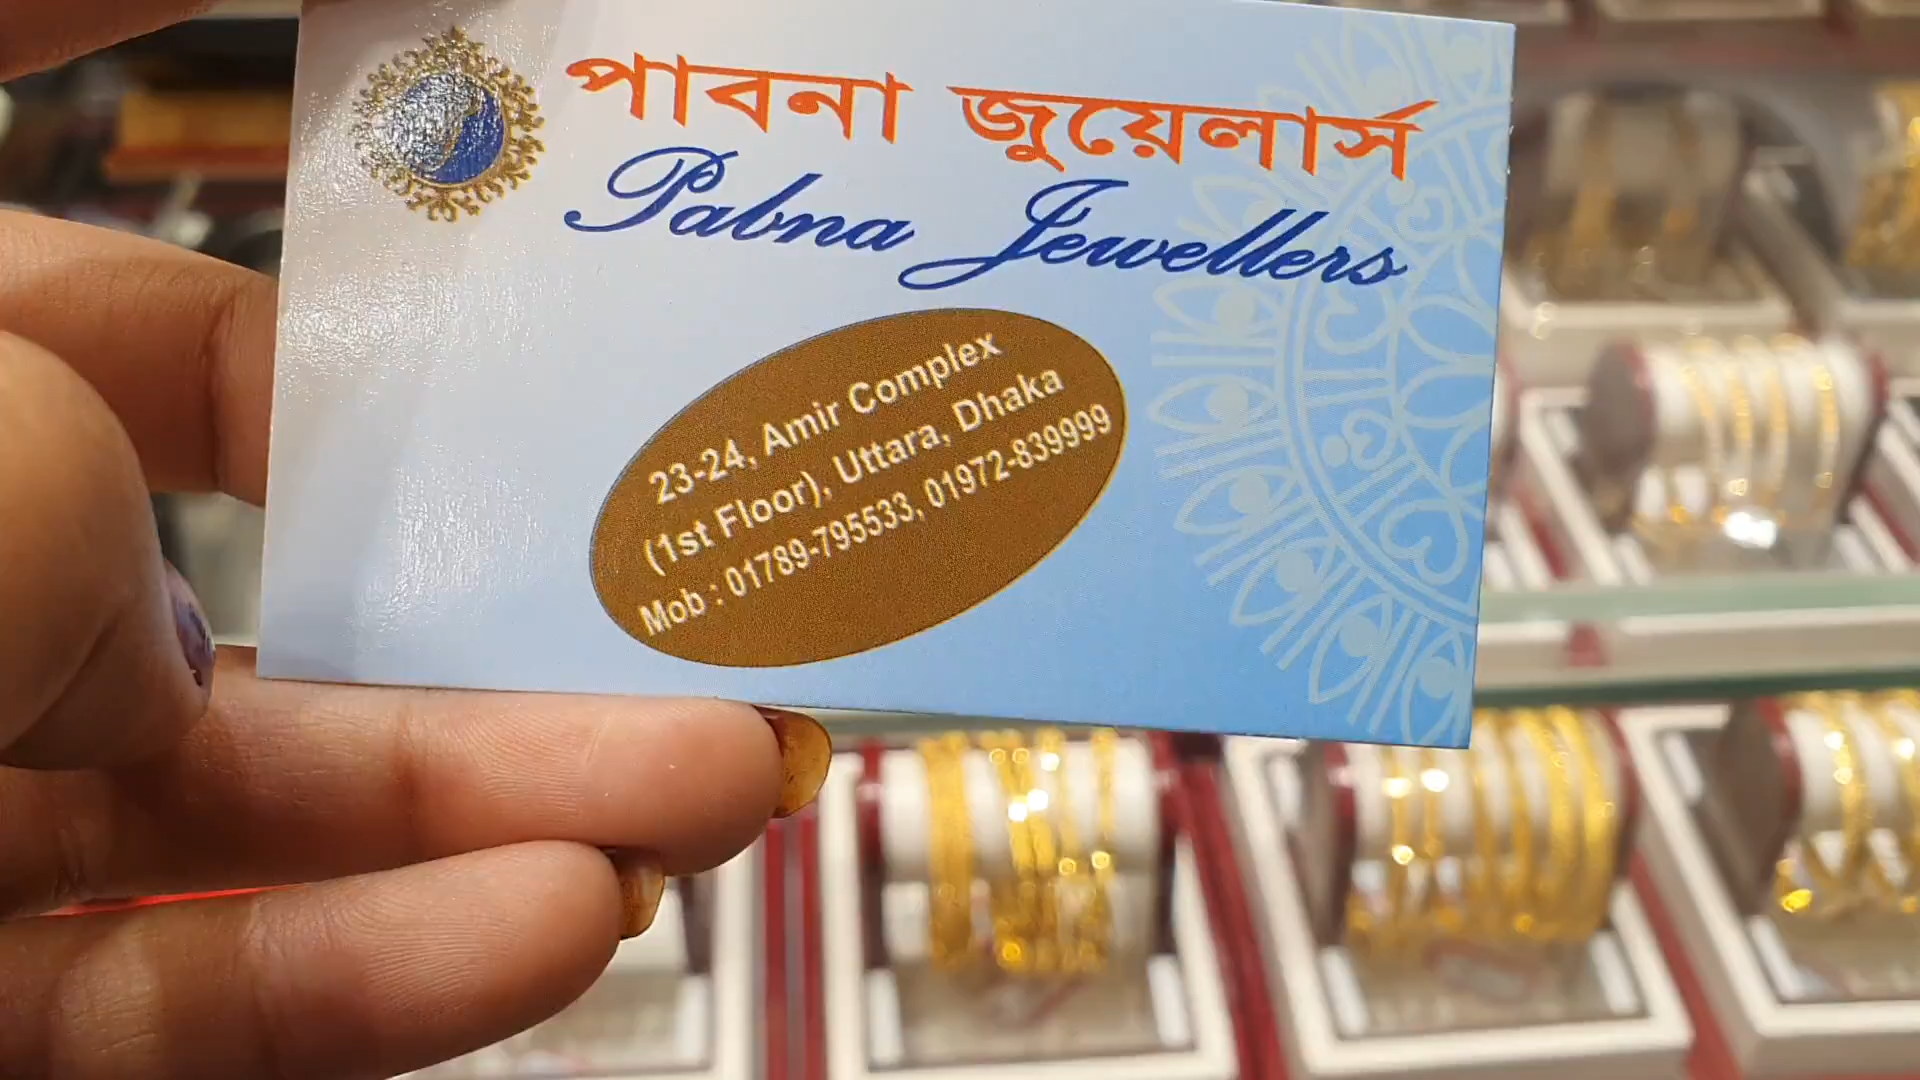 পাবনা জুয়েলার্স
Pabna Jewellers
23-24, Amir Complex
(1st Floor), Uttara, Dhaka
Mob : 01789-795533, 01972-839999